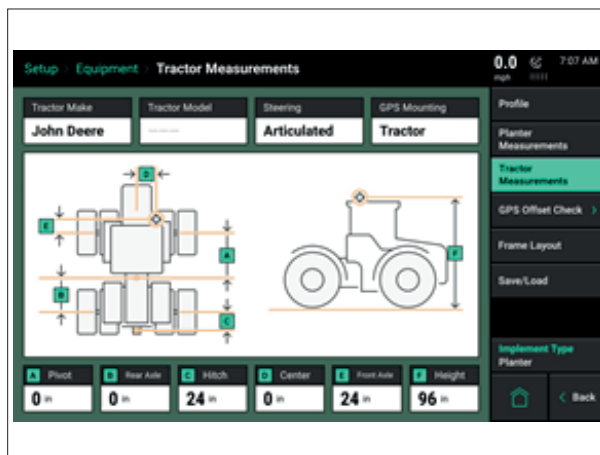 Setup › Equipment › Tractor Measurements
0.0
mph
7:07 AM
Tractor Make
Tractor Model
Steering
GPS Mounting
John Deere
-----
Articulated
Tractor
Profile
Planter
Measurements
Tractor
Measurements
GPS Offset Check >
Frame Layout
Save/Load
Implement Type
Planter
< Back
D
E
A
B
C
F
A Pivot
B Rear Axle
C Hitch
D Center
E Front Axle
F Height
0 in
0 in
24 in
0 in
24 in
96 in